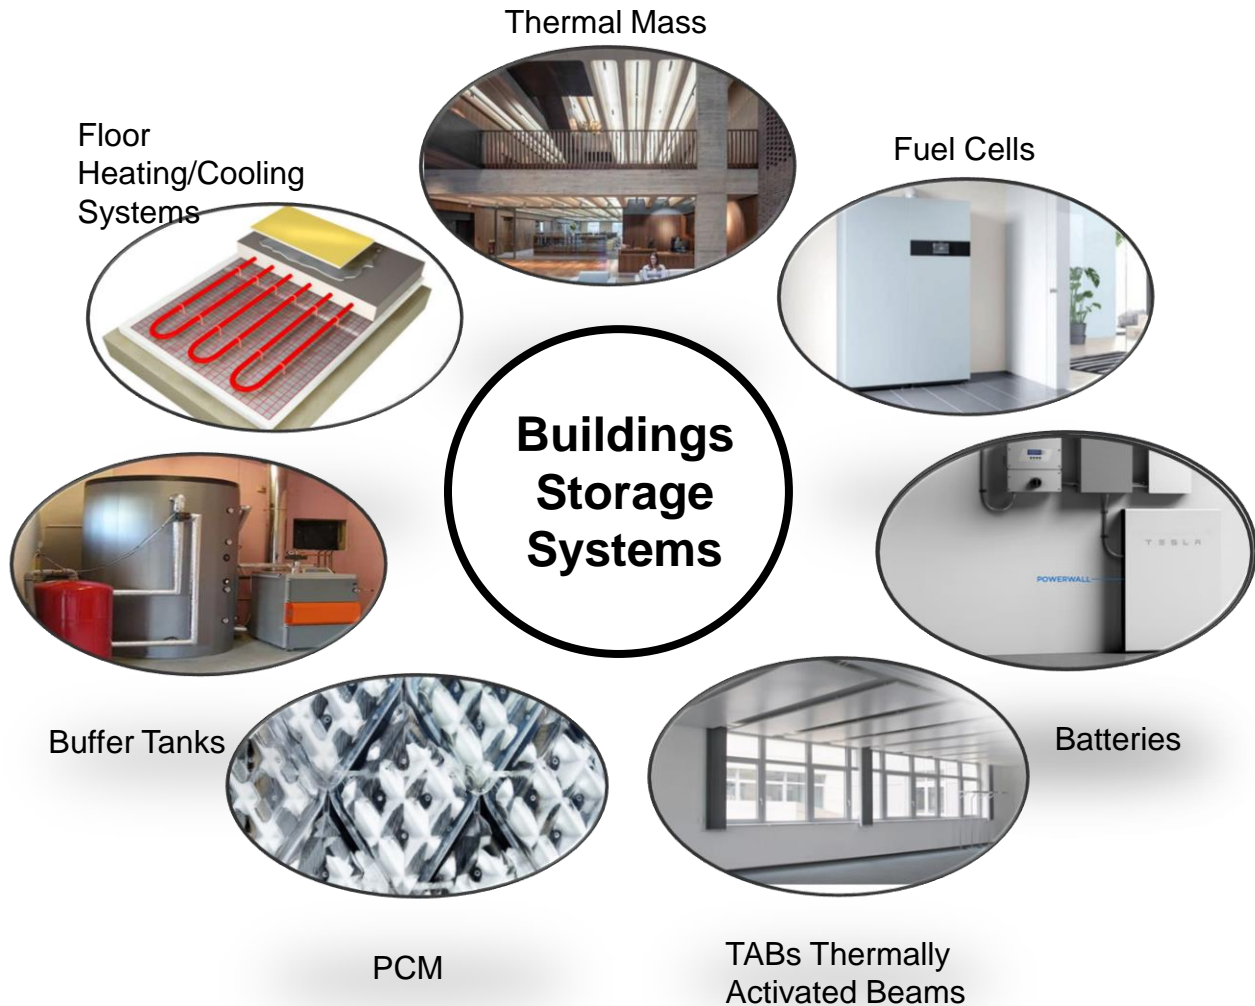 Thermal Mass
Floor
Heating/Cooling
Systems
Fuel Cells
Buildings
Storage
Systems
TESLA
POWERWALL
Buffer Tanks
Batteries
PCM
TABs Thermally
Activated Beams